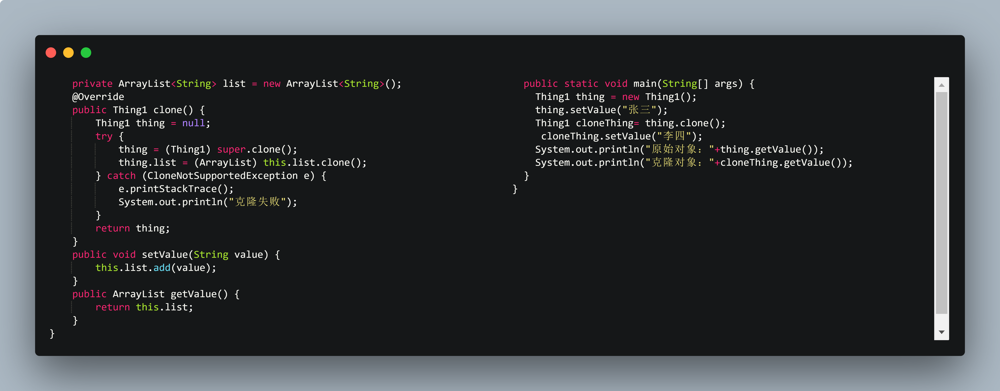 private ArrayList<String> list = new ArrayList<String>();
@Override
public Thing1 clone() {
Thing1 thing = null;
try {
thing = (Thing1) super.clone();
thing.list = (ArrayList) this.list.clone();
} catch (CloneNotSupportedException e) {
e.printStackTrace();
System.out.println("克隆失败");
}
return thing;
}
public void setValue(String value) {
this.list.add(value);
}
public ArrayList getValue() {
return this.list;
}
}
public static void main(String[] args) {
Thing1 thing = new Thing1();
thing.setValue("张三");
Thing1 cloneThing= thing.clone();
cloneThing.setValue("李四");
System.out.println("原始对象："+thing.getValue());
System.out.println("克隆对象："+cloneThing.getValue());
}
}